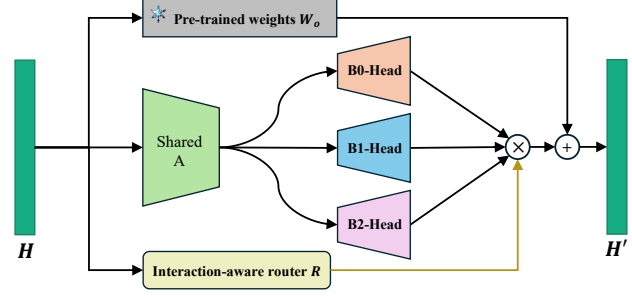 Pre-trained weights W_o
B0-Head
Shared
A
B1-Head
×
+
B2-Head
H
H′
Interaction-aware router R